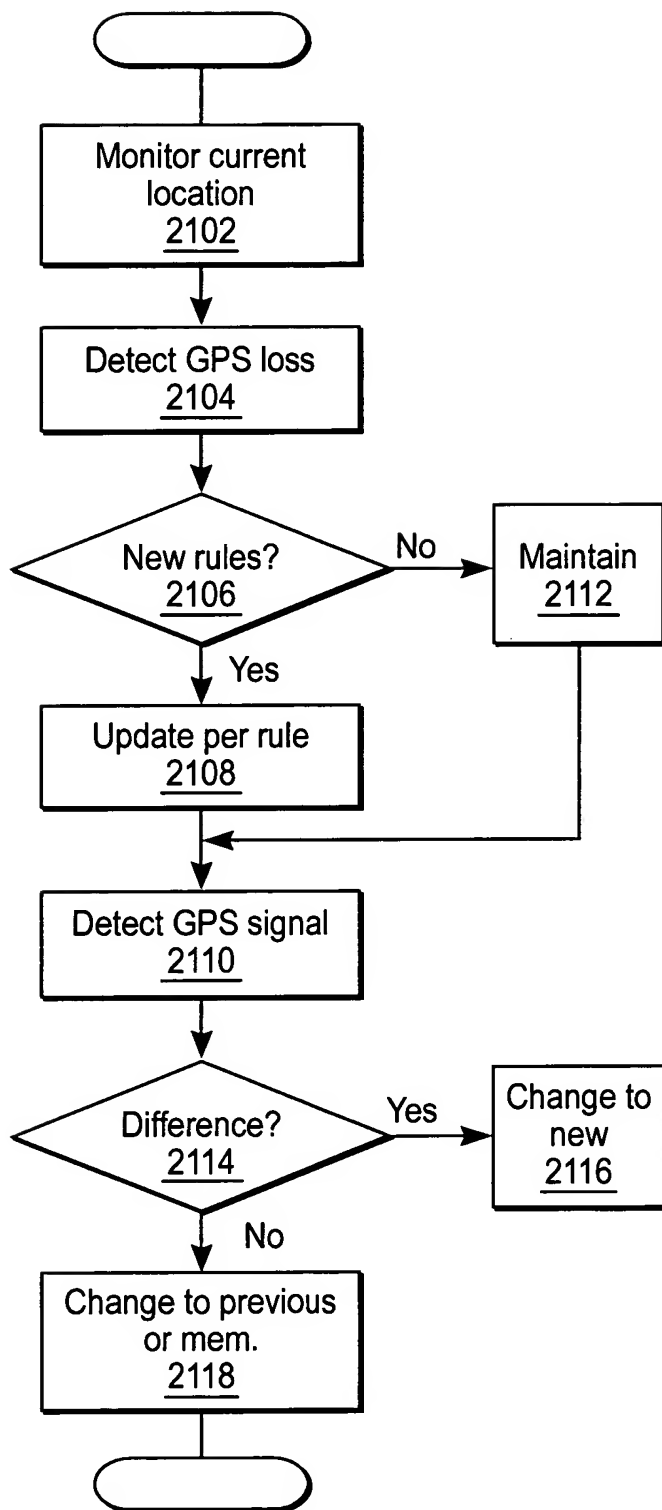 Monitor current
location
2102
Detect GPS loss
2104
New rules?
2106
No
Maintain
2112
Yes
Update per rule
2108
Detect GPS signal
2110
Difference?
2114
Yes
Change to
new
2116
No
Change to previous
or mem.
2118